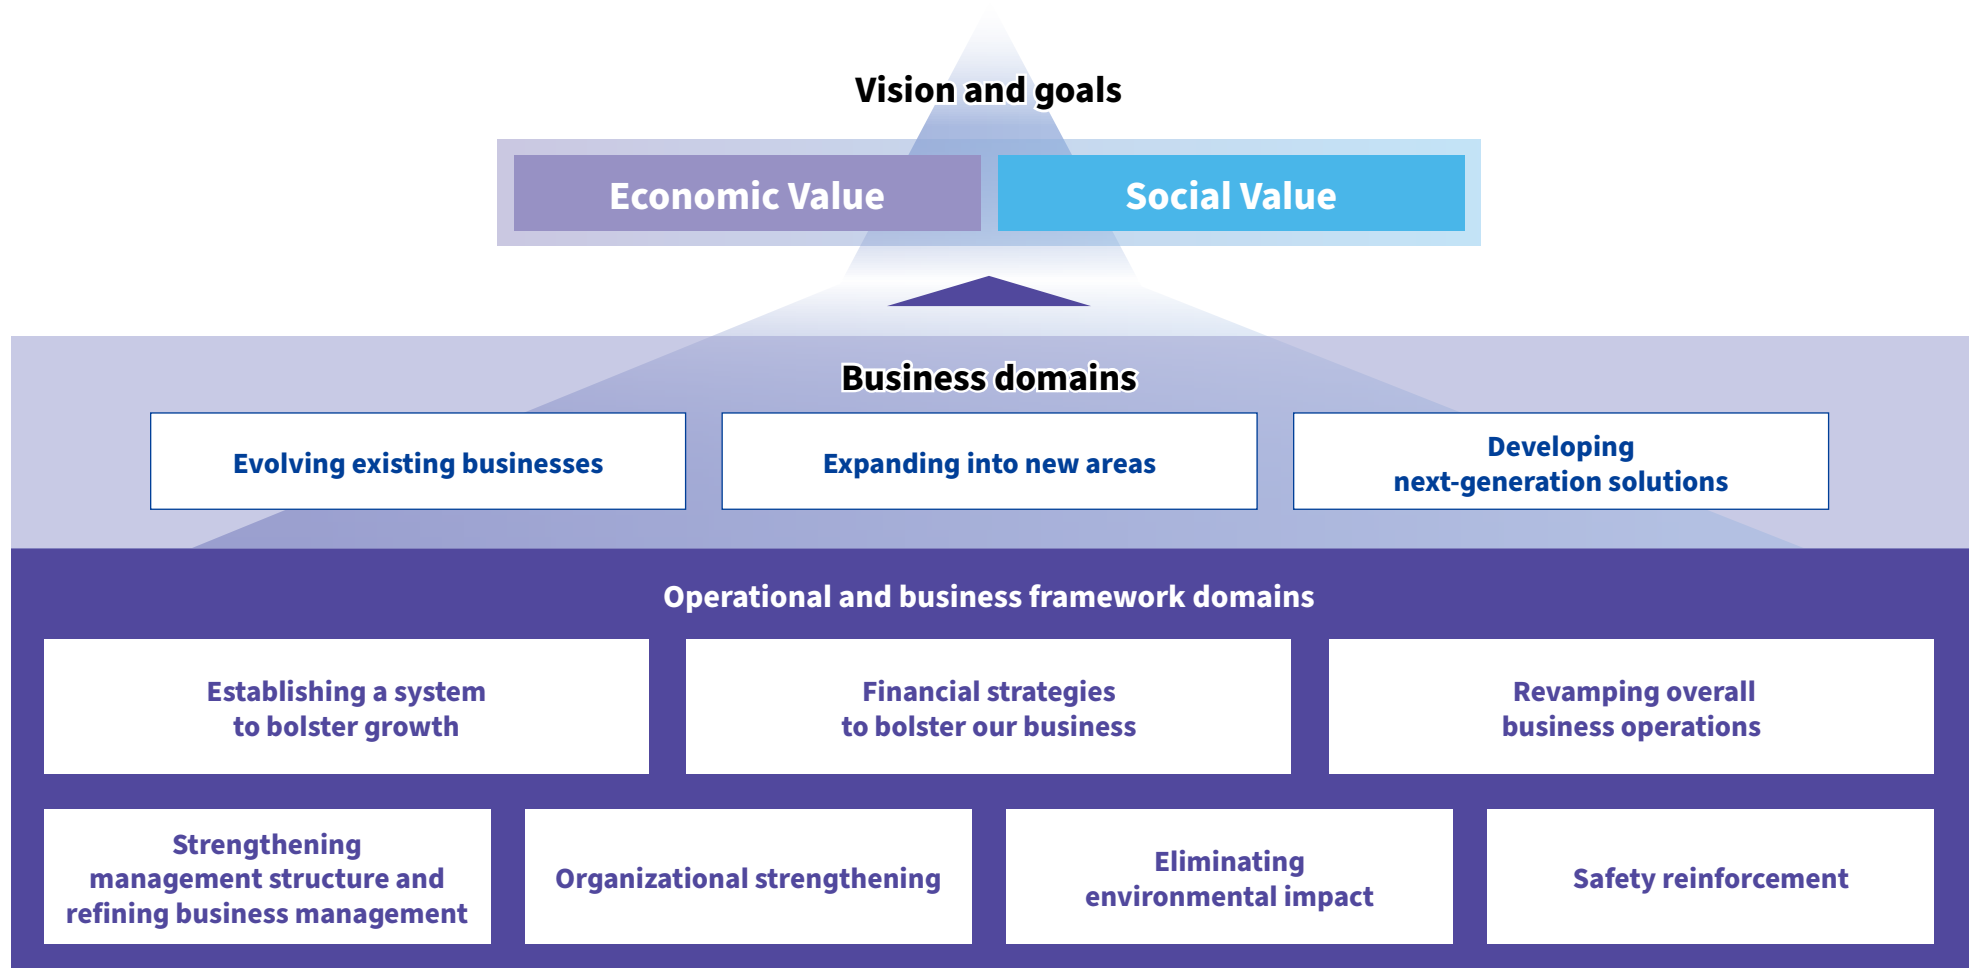 Vision and goals
Economic Value
Social Value
Business domains
Evolving existing businesses
Expanding into new areas
Developing
next-generation solutions
Operational and business framework domains
Establishing a system
to bolster growth
Financial strategies
to bolster our business
Revamping overall
business operations
Strengthening
management structure and
refining business management
Organizational strengthening
Eliminating
environmental impact
Safety reinforcement